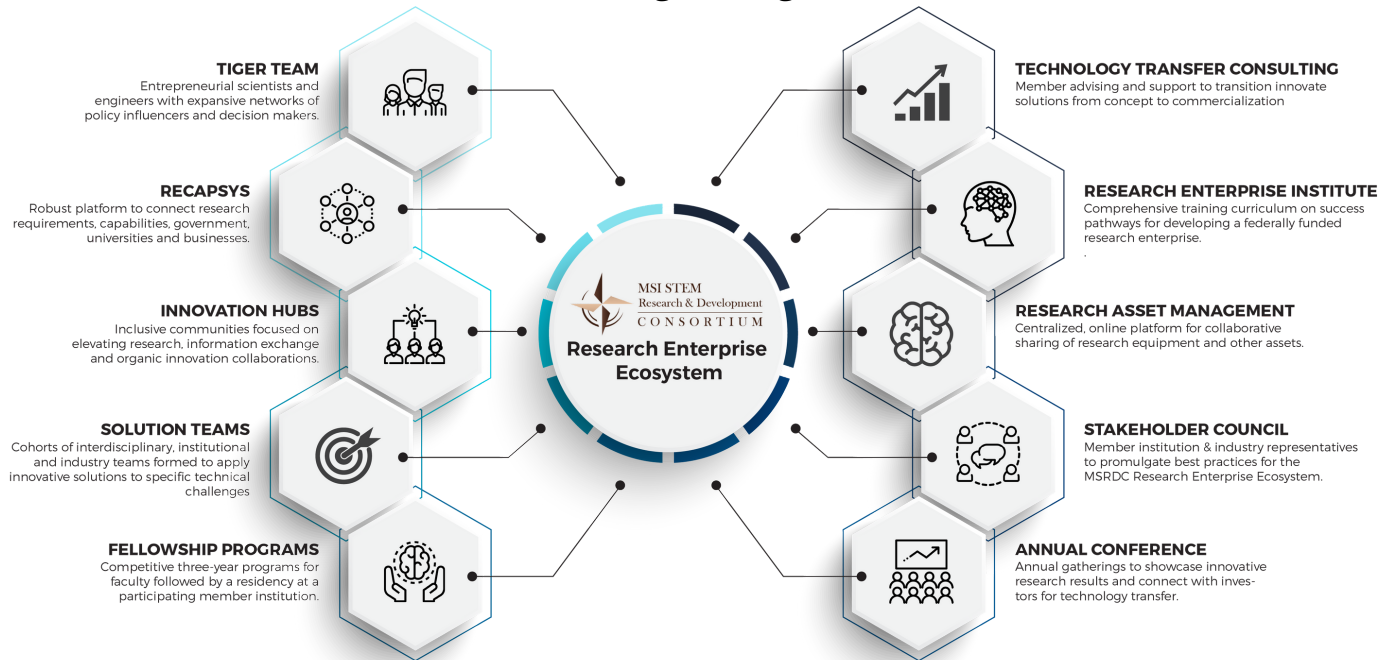 TIGER TEAM
Entrepreneurial scientists and
engineers with expansive networks of
policy influencers and decision makers.
RECAPSYS
Robust platform to connect research
requirements, capabilities, government,
universities and businesses.
INNOVATION HUBS
Inclusive communities focused on
elevating research, information exchange
and organic innovation collaborations.
SOLUTION TEAMS
Cohorts of interdisciplinary, institutional
and industry teams formed to apply
innovative solutions to specific technical
challenges
FELLOWSHIP PROGRAMS
Competitive three-year programs for
faculty followed by a residency at a
participating member institution.
MSI STEM
Research & Development
CONSORTIUM
Research Enterprise
Ecosystem
TECHNOLOGY TRANSFER CONSULTING
Member advising and support to transition innovate
solutions from concept to commercialization
RESEARCH ENTERPRISE INSTITUTE
Comprehensive training curriculum on success
pathways for developing a federally funded
research enterprise.
.
RESEARCH ASSET MANAGEMENT
Centralized, online platform for collaborative
sharing of research equipment and other assets.
STAKEHOLDER COUNCIL
Member institution & industry representatives
to promulgate best practices for the
MSRDC Research Enterprise Ecosystem.
ANNUAL CONFERENCE
Annual gatherings to showcase innovative
research results and connect with inves-
tors for technology transfer.